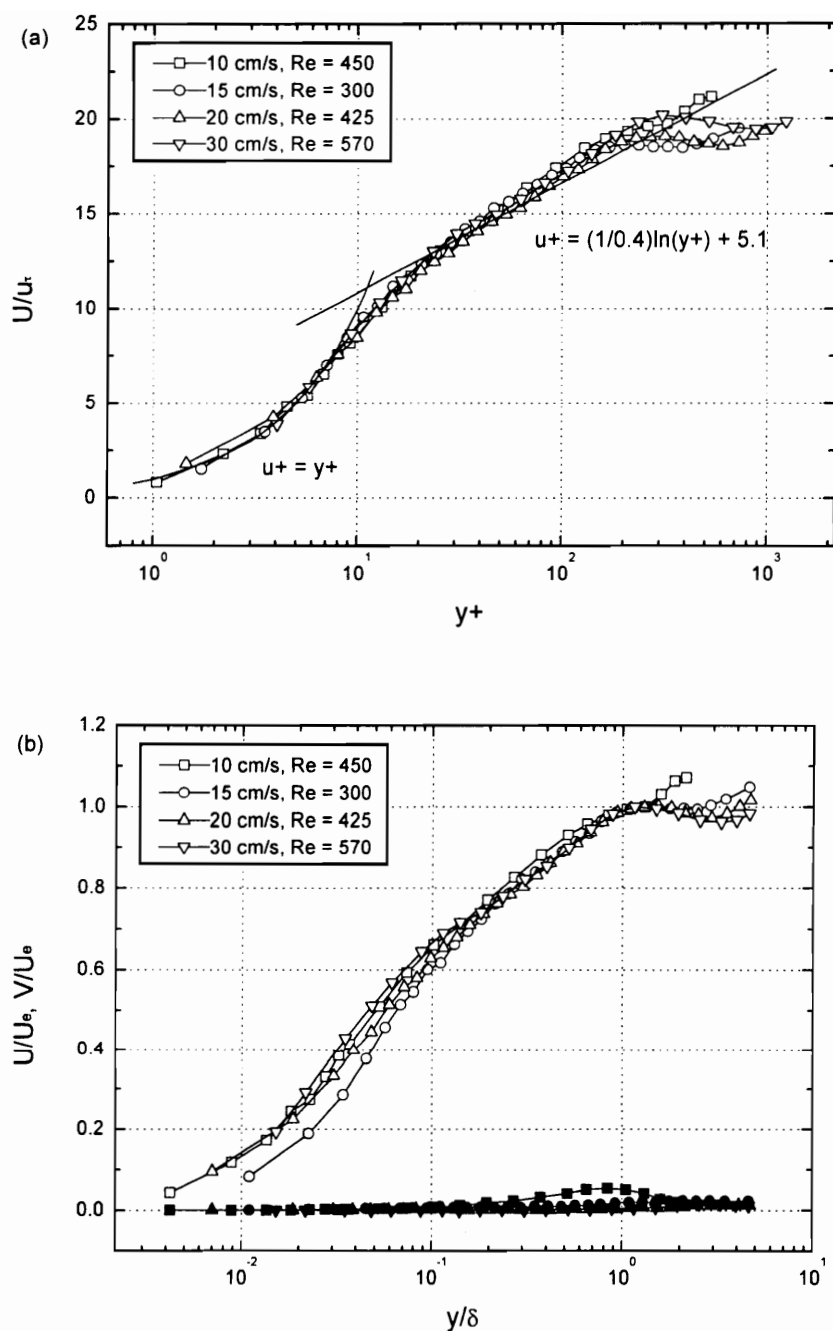 (a)
25
20
15
10
5
0
U/uτ
10 cm/s, Re = 450
15 cm/s, Re = 300
20 cm/s, Re = 425
30 cm/s, Re = 570
u+ = (1/0.4)ln(y+) + 5.1
u+ = y+
10⁰ 10¹ 10² 10³
y+
(b)
1.2
1.0
0.8
0.6
0.4
0.2
0.0
U/Ue, V/Ue
10 cm/s, Re = 450
15 cm/s, Re = 300
20 cm/s, Re = 425
30 cm/s, Re = 570
10⁻² 10⁻¹ 10⁰ 10¹
y/δ